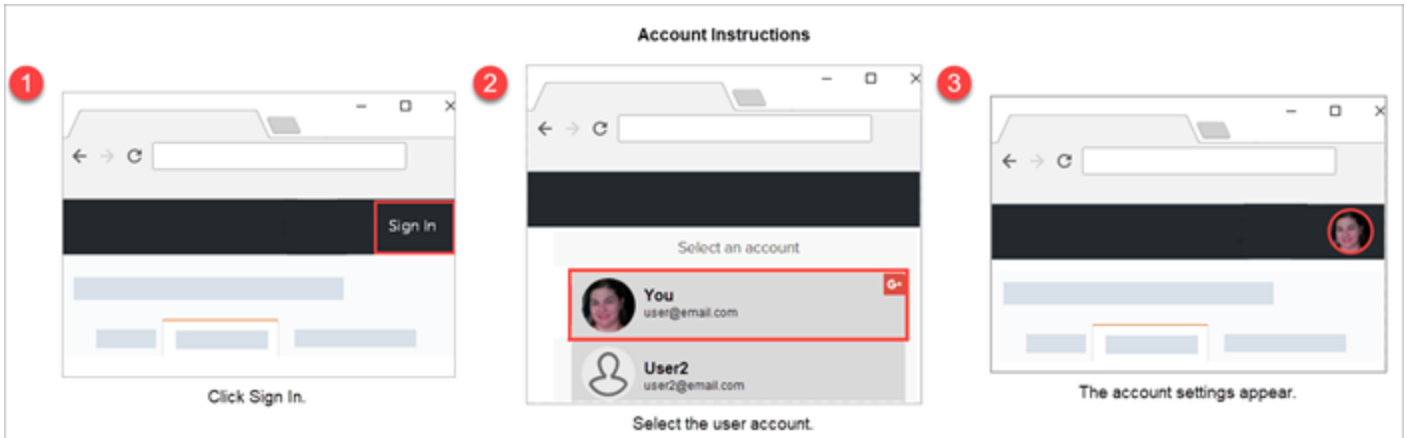 Account Instructions
1
Sign In
Click Sign In.
2
Select an account
You
user@email.com
G+
User2
user2@email.com
Select the user account.
3
The account settings appear.